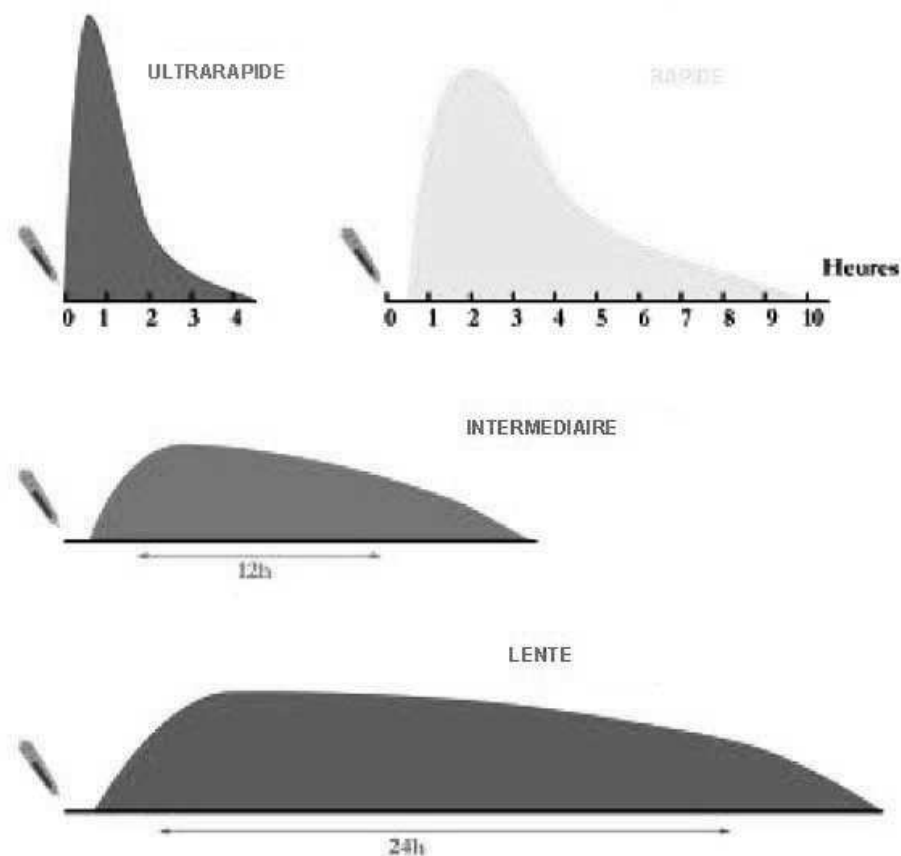 ULTRARAPIDE
RAPIDE
Heures
0 1 2 3 4
0 1 2 3 4 5 6 7 8 9 10
INTERMEDIAIRE
12h
LENTE
24h